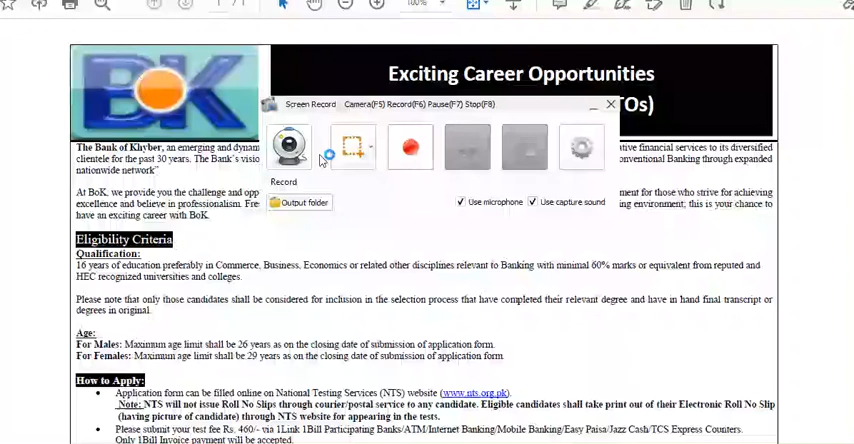 1 / 1
100%
BOK
Exciting Career Opportunities
TOs)
Screen Record Camera(F5) Record(F6) Pause(F7) Stop(F8)
The Bank of Khyber, an emerging and dynam
ative financial services to its diversified
clientele for the past 30 years. The Bank's visio
onventional Banking through expanded
nationwide network"
Record
At BoK, we provide you the challenge and opp
ment for those who strive for achieving
excellence and believe in professionalism. Fre
ing environment; this is your chance to
Output folder
Use microphone
Use capture sound
have an exciting career with BoK.
Eligibility Criteria
Qualification:
16 years of education preferably in Commerce, Business, Economics or related other disciplines relevant to Banking with minimal 60% marks or equivalent from reputed and
HEC recognized universities and colleges.
Please note that only those candidates shall be considered for inclusion in the selection process that have completed their relevant degree and have in hand final transcript or
degrees in original.
Age:
For Males: Maximum age limit shall be 26 years as on the closing date of submission of application form.
For Females: Maximum age limit shall be 29 years as on the closing date of submission of application form
How to Apply:
• Application form can be filled online on National Testing Services (NTS) website (www.nts.org.pk).
Note: NTS will not issue Roll No Slips through courier/postal service to any candidate. Eligible candidates shall take print out of their Electronic Roll No Slip
(having picture of candidate) through NTS website for appearing in the tests.
• Please submit your test fee Rs. 460/- via 1Link 1Bill Participating Banks/ATM/Internet Banking/Mobile Banking/Easy Paisa/Jazz Cash/TCS Express Counters.
Only 1Bill Invoice payment will be accepted.